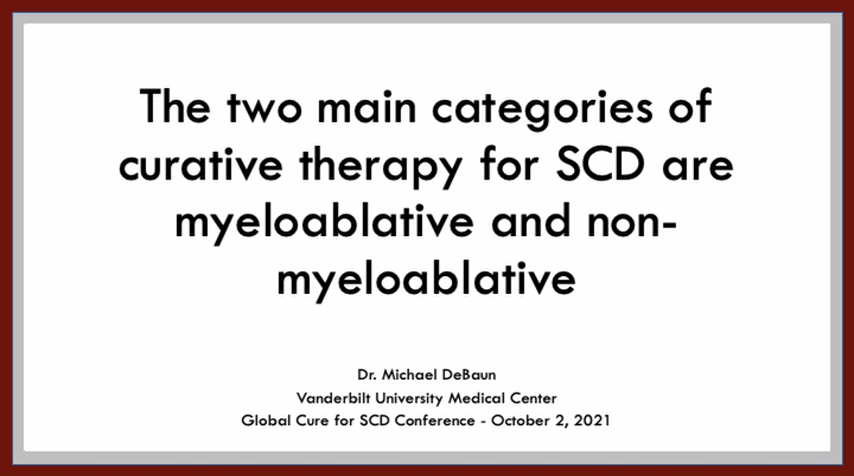 The two main categories of
curative therapy for SCD are
myeloablative and non-
myeloablative
Dr. Michael DeBaun
Vanderbilt University Medical Center
Global Cure for SCD Conference - October 2, 2021